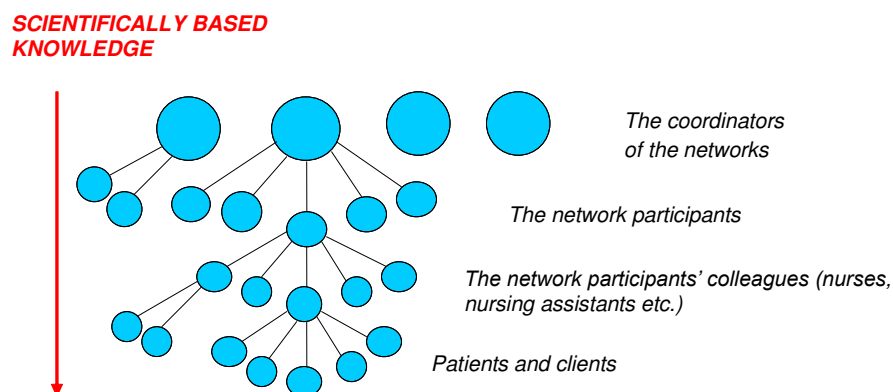 SCIENTIFICALLY BASED
KNOWLEDGE
The coordinators
of the networks
The network participants
The network participants’ colleagues (nurses,
nursing assistants etc.)
Patients and clients